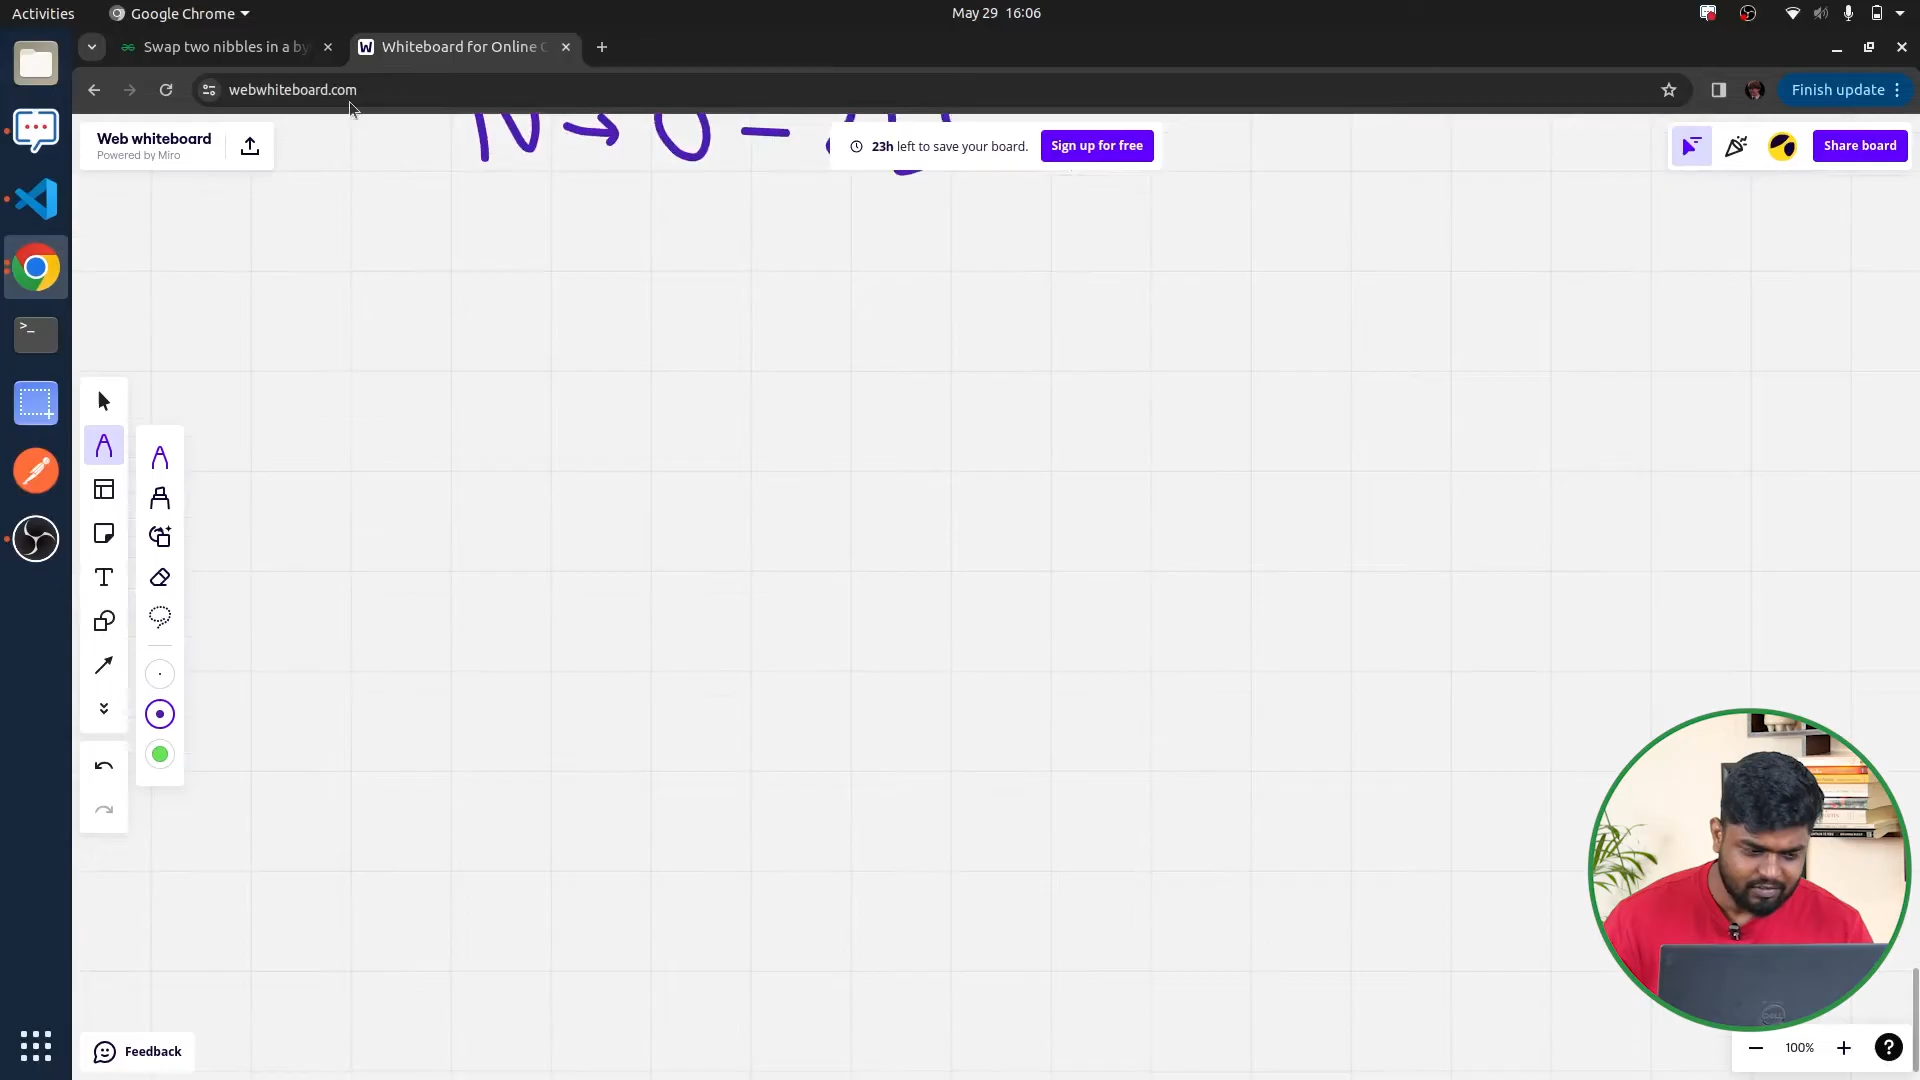 Activities
Google Chrome
May 29 16:06
Swap two nibbles in a by
Whiteboard for Online C
webwhiteboard.com
Finish update
Web whiteboard
Powered by Miro
N → 0 -
23h left to save your board.
Sign up for free
Share board
Feedback
100%
?